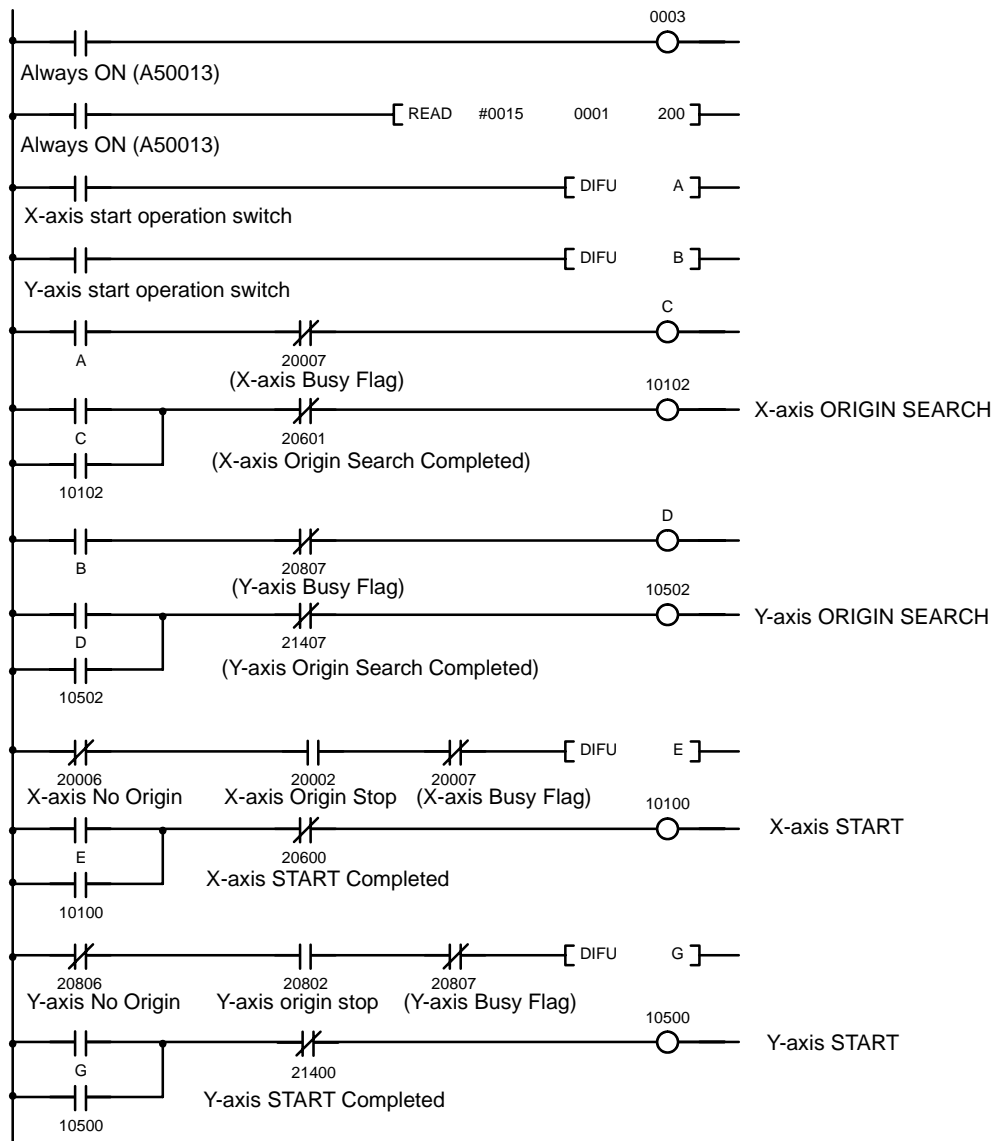 0003
Always ON (A50013)
READ #0015 0001 200
Always ON (A50013)
DIFU A
X-axis start operation switch
DIFU B
Y-axis start operation switch
C
A
20007
(X-axis Busy Flag)
10102
X-axis ORIGIN SEARCH
C
20601
(X-axis Origin Search Completed)
10102
D
B
20807
(Y-axis Busy Flag)
10502
Y-axis ORIGIN SEARCH
D
21407
(Y-axis Origin Search Completed)
10502
DIFU E
20006 20002 20007
X-axis No Origin X-axis Origin Stop (X-axis Busy Flag)
10100
X-axis START
E
20600
X-axis START Completed
10100
DIFU G
20806 20802 20807
Y-axis No Origin Y-axis origin stop (Y-axis Busy Flag)
10500
Y-axis START
G
21400
Y-axis START Completed
10500